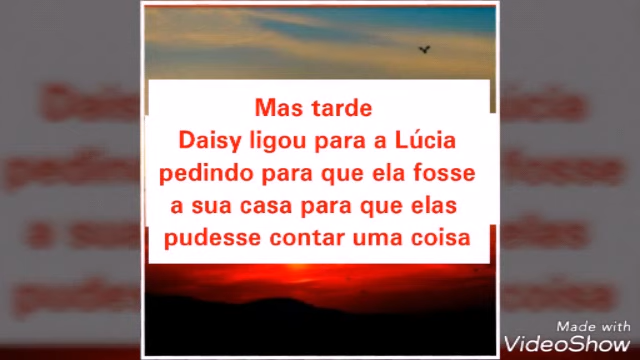 Mas tarde
Daisy ligou para a Lúcia
pedindo para que ela fosse
a sua casa para que elas
pudesse contar uma coisa
Made with
VideoShow